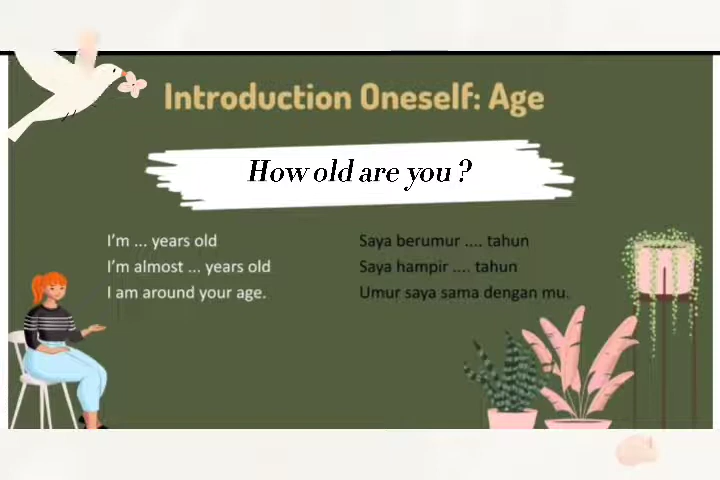 Introduction Oneself: Age
How old are you ?
I'm ... years old
I'm almost ... years old
I am around your age.
Saya berumur .... tahun
Saya hampir .... tahun
Umur saya sama dengan mu.